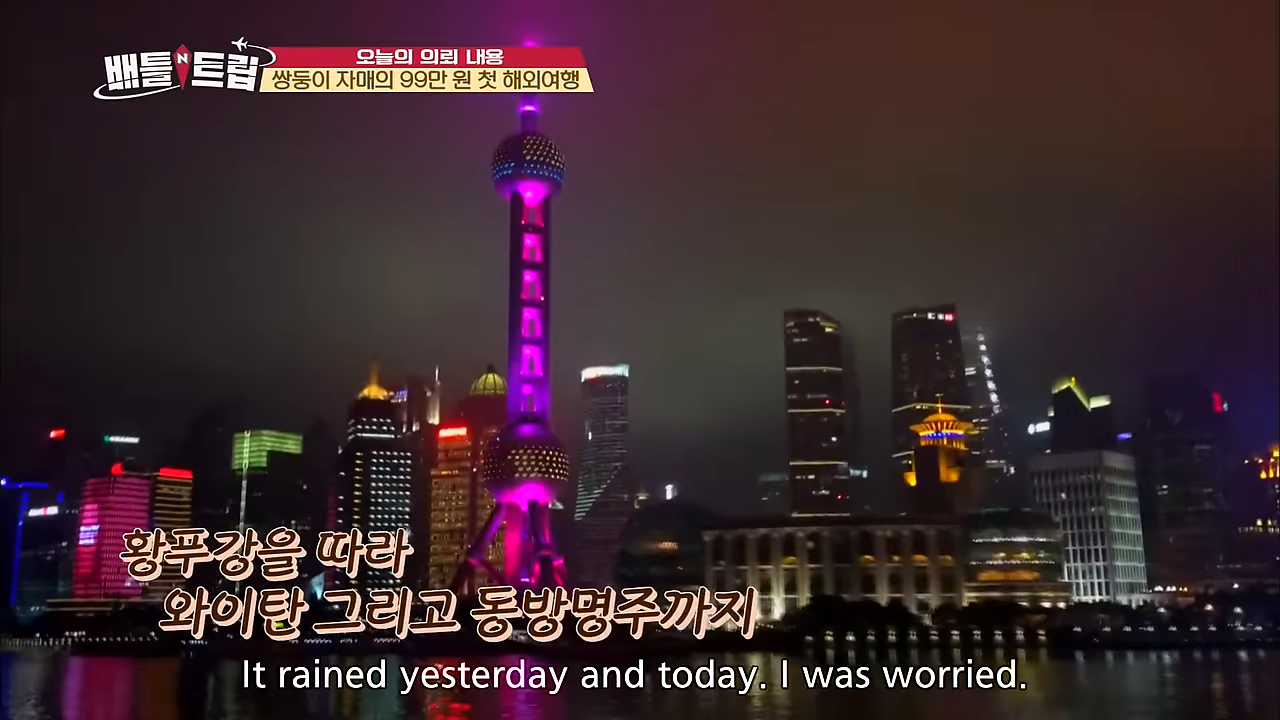 배틀N트립
오늘의 의뢰 내용
쌍둥이 자매의 99만 원 첫 해외여행
황푸강을 따라
와이탄 그리고 동방명주까지
It rained yesterday and today. I was worried.